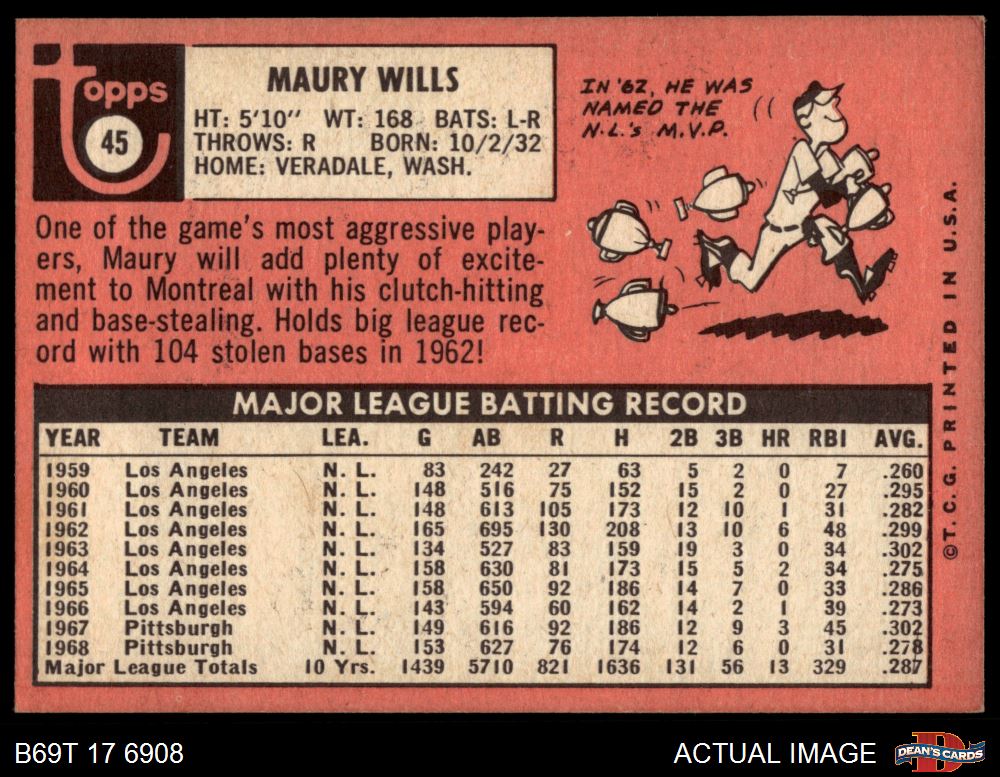 Topps
45
MAURY WILLS
HT: 5'10" WT: 168 BATS: L-R
THROWS: R BORN: 10/2/32
HOME: VERADALE, WASH.
IN '62, HE WAS
NAMED THE
N.L.'s M.V.P.
One of the game's most aggressive play-
ers, Maury will add plenty of excite-
ment to Montreal with his clutch-hitting
and base-stealing. Holds big league rec-
ord with 104 stolen bases in 1962!
MAJOR LEAGUE BATTING RECORD
YEAR TEAM LEA. G AB R H 2B 3B HR RBI AVG.
1959 Los Angeles N. L. 83 242 27 63 5 2 0 7 .260
1960 Los Angeles N. L. 148 516 75 152 15 2 0 27 .295
1961 Los Angeles N. L. 148 613 105 173 12 10 1 31 .282
1962 Los Angeles N. L. 165 695 130 208 13 10 6 48 .299
1963 Los Angeles N. L. 134 527 83 159 19 3 0 34 .302
1964 Los Angeles N. L. 158 630 81 173 15 5 2 34 .275
1965 Los Angeles N. L. 158 650 92 186 14 7 0 33 .286
1966 Los Angeles N. L. 143 594 60 162 14 2 1 39 .273
1967 Pittsburgh N. L. 149 616 92 186 12 9 3 45 .302
1968 Pittsburgh N. L. 153 627 76 174 12 6 0 31 .278
Major League Totals 10 Yrs. 1439 5710 821 1636 131 56 13 329 .287
©T. C. G. PRINTED IN U.S.A.
B69T 17 6908
ACTUAL IMAGE
D
DEAN'S CARDS